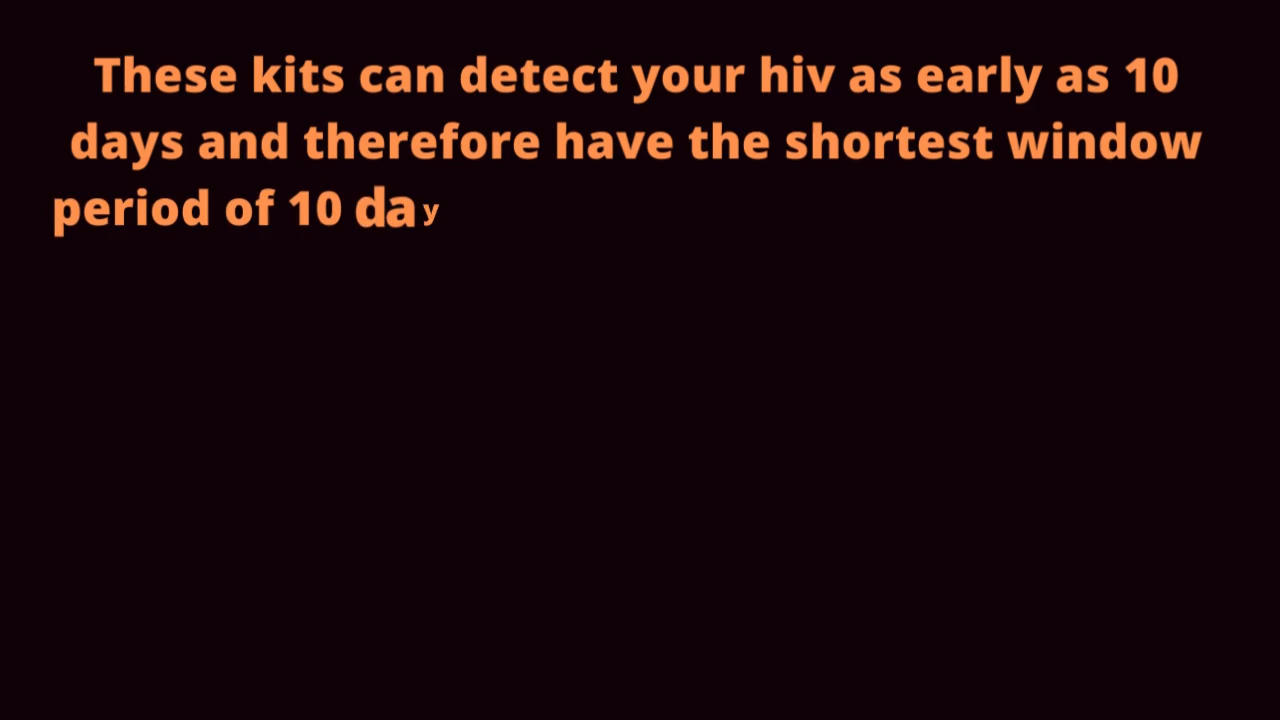 These kits can detect your hiv as early as 10
days and therefore have the shortest window
period of 10 day